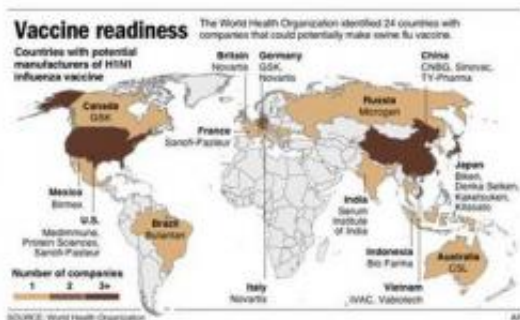 Vaccine readiness
The World Health Organization identified 24 countries with
companies that could potentially make swine flu vaccine.
Countries with potential
manufacturers of H1N1
influenza vaccine
Britain
Novartis
Germany
GSK,
Novartis
China
CNBG, Sinovac,
TY-Pharma
Canada
GSK
Russia
Microgen
France
Sanofi-Pasteur
Mexico
Birmex
U.S.
MedImmune,
Protein Sciences,
Sanofi-Pasteur
Brazil
Butantan
India
Serum
Institute
of India
Japan
Biken,
Denka Seiken,
Kaketsuken,
Kitasato
Indonesia
Bio Farma
Australia
CSL
Italy
Novartis
Vietnam
IVAC, Vabiotech
Number of companies
1 2 3+
SOURCE: World Health Organization
AP